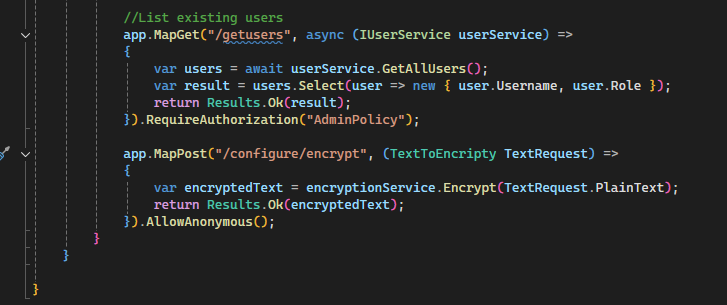 //List existing users
app.MapGet("/getusers", async (IUserService userService) =>
{
var users = await userService.GetAllUsers();
var result = users.Select(user => new { user.Username, user.Role });
return Results.Ok(result);
}).RequireAuthorization("AdminPolicy");
app.MapPost("/configure/encrypt", (TextToEncripty TextRequest) =>
{
var encryptedText = encryptionService.Encrypt(TextRequest.PlainText);
return Results.Ok(encryptedText);
}).AllowAnonymous();
}
}
}